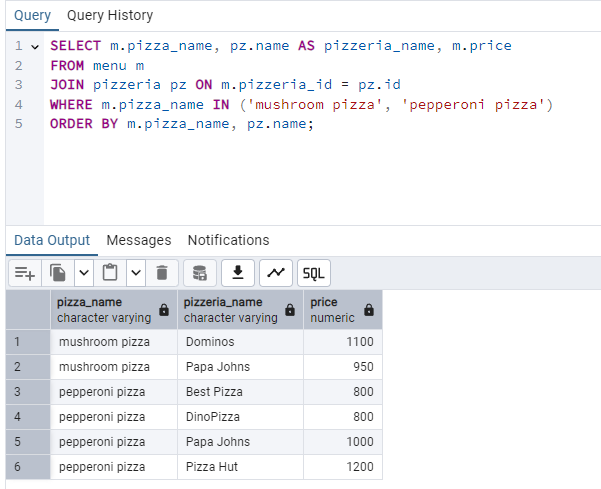 Query Query History
1 SELECT m.pizza_name, pz.name AS pizzeria_name, m.price
2 FROM menu m
3 JOIN pizzeria pz ON m.pizzeria_id = pz.id
4 WHERE m.pizza_name IN ('mushroom pizza', 'pepperoni pizza')
5 ORDER BY m.pizza_name, pz.name;
Data Output Messages Notifications
SQL
pizza_name pizzeria_name price
character varying character varying numeric
1 mushroom pizza Dominos 1100
2 mushroom pizza Papa Johns 950
3 pepperoni pizza Best Pizza 800
4 pepperoni pizza DinoPizza 800
5 pepperoni pizza Papa Johns 1000
6 pepperoni pizza Pizza Hut 1200